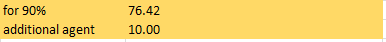 for 90% 76.42
additional agent 10.00